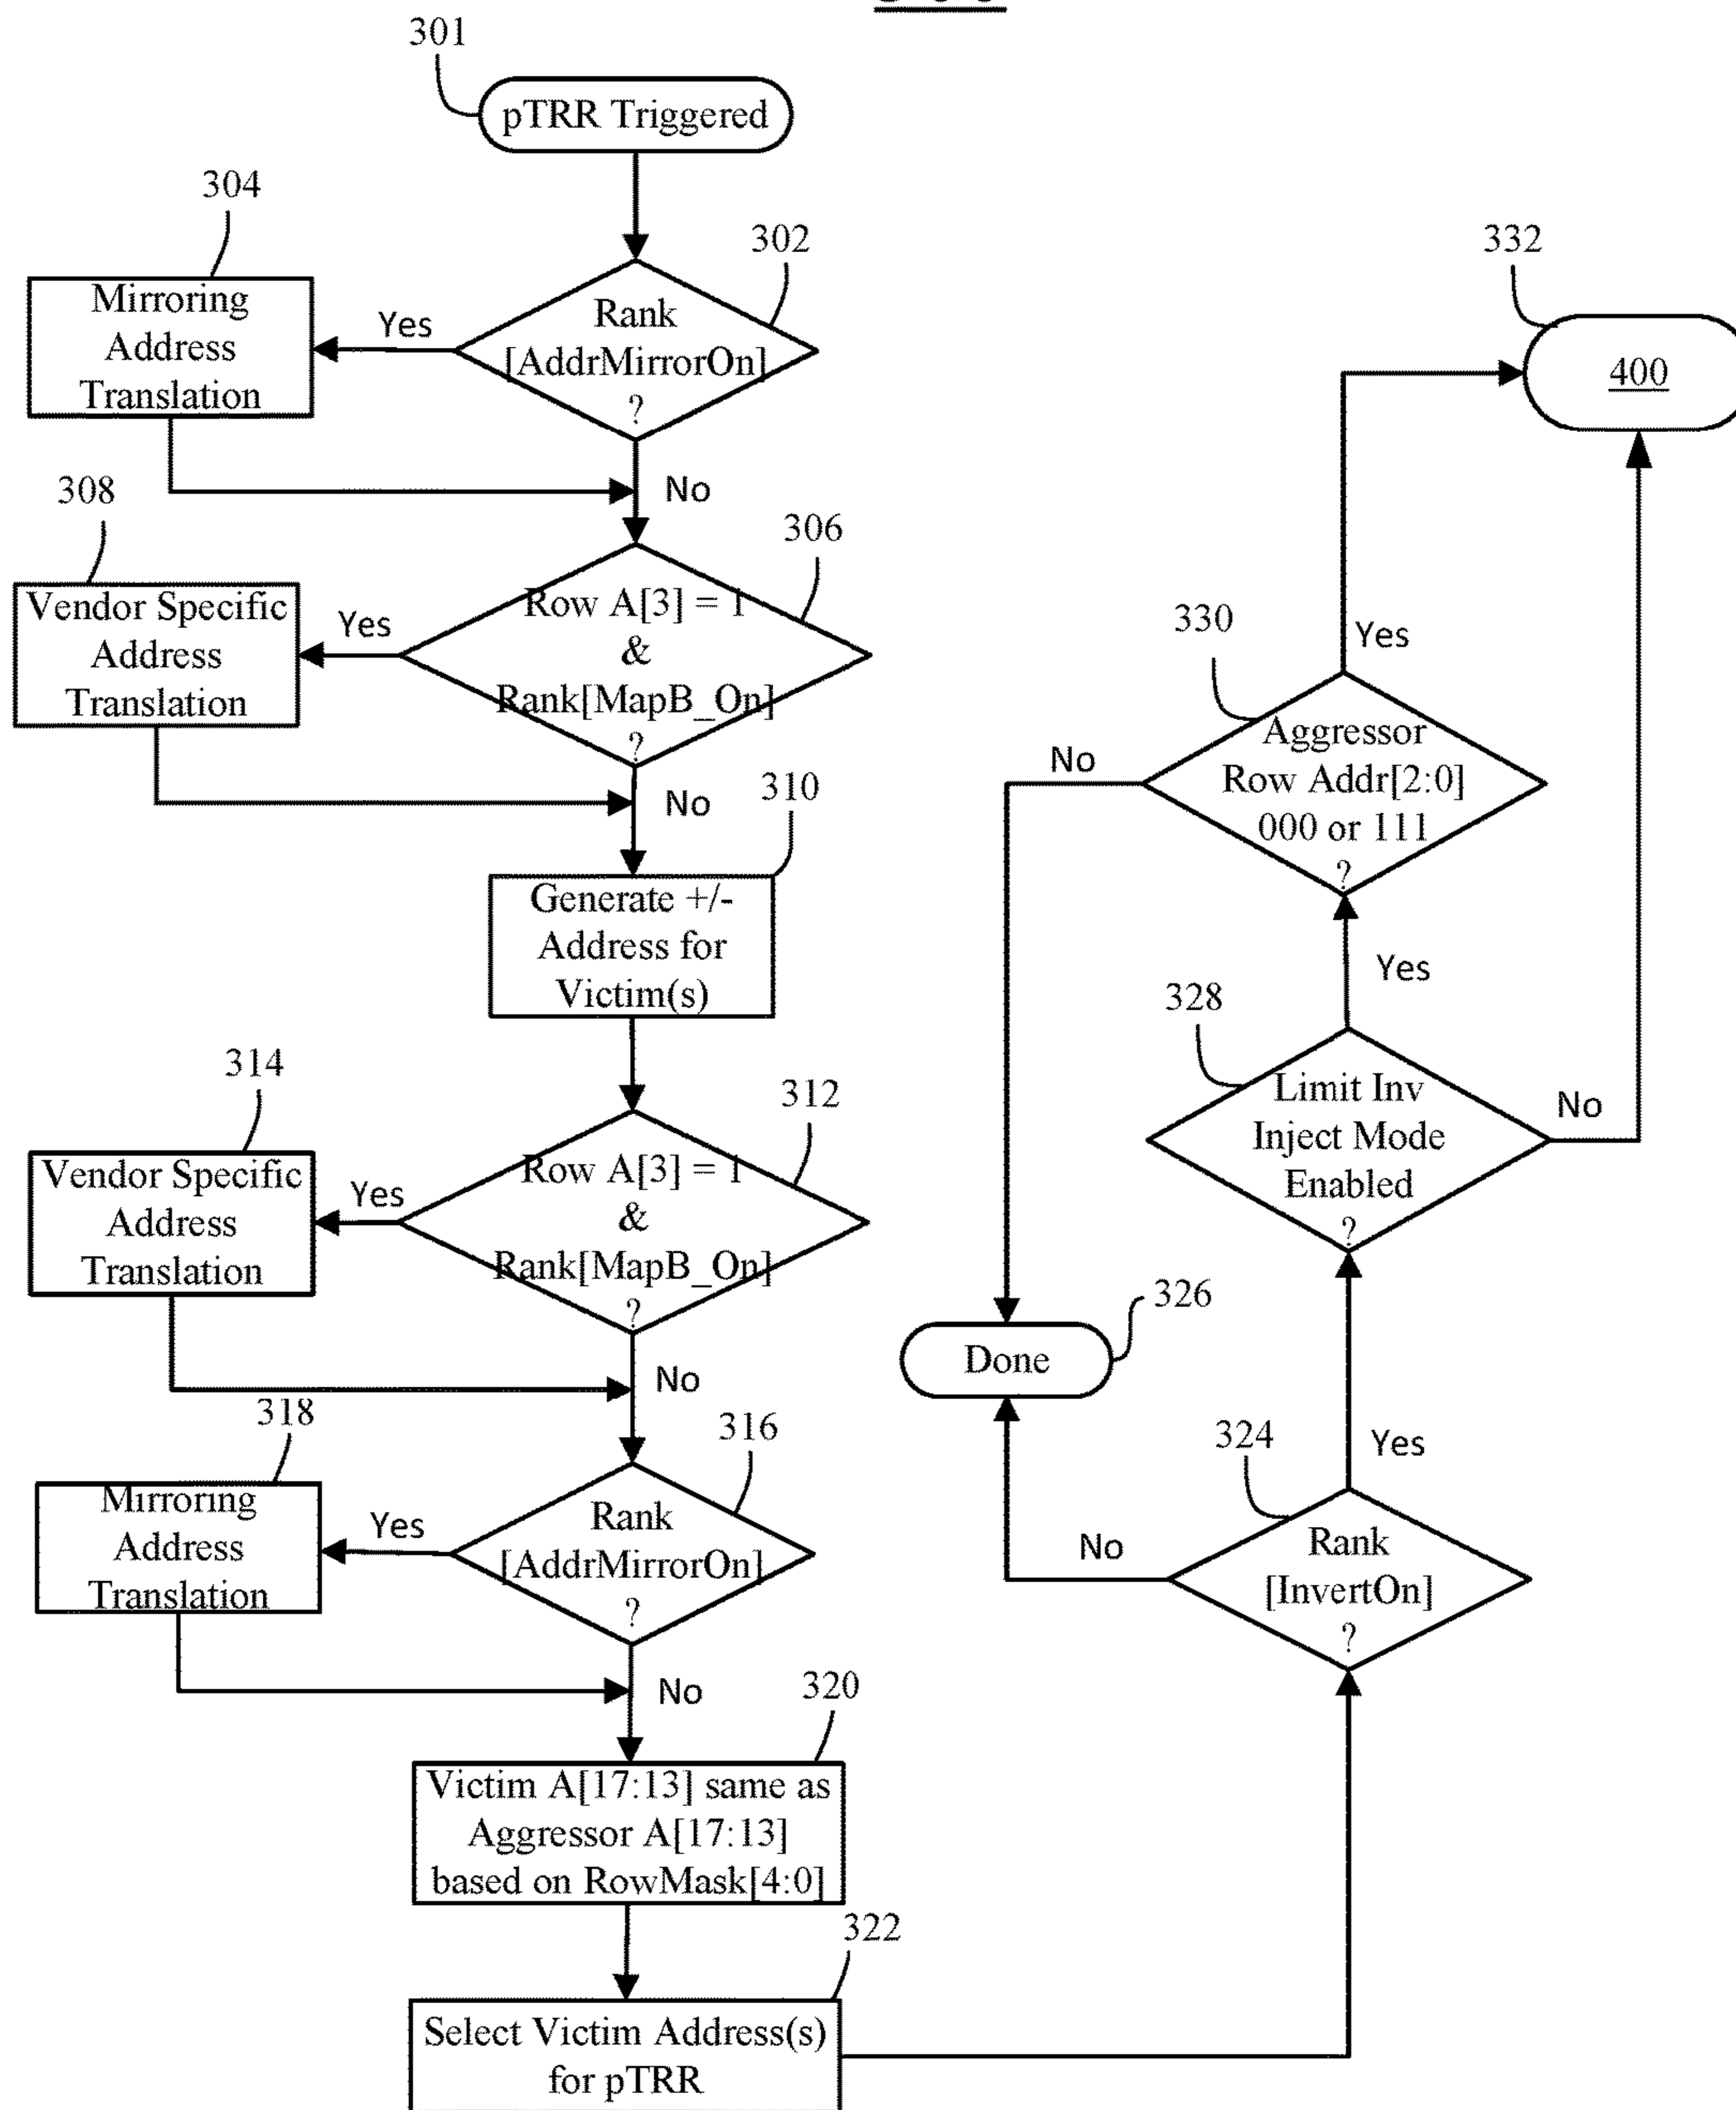 301
pTRR Triggered
304
302
332
Mirroring
Address
Translation
Yes
Rank
[AddrMirrorOn]
?
400
No
308
306
Vendor Specific
Address
Translation
Yes
Row A[3] = 1
&
Rank[MapB_On]
?
330
Yes
Aggressor
Row Addr[2:0]
000 or 111
?
No
No
310
Generate +/-
Address for
Victim(s)
Yes
328
Limit Inv
Inject Mode
Enabled
?
No
314
312
Vendor Specific
Address
Translation
Yes
Row A[3] = 1
&
Rank[MapB_On]
?
326
Done
No
318
316
324
Yes
Mirroring
Address
Translation
Yes
Rank
[AddrMirrorOn]
?
No
Rank
[InvertOn]
?
No
320
Victim A[17:13] same as
Aggressor A[17:13]
based on RowMask[4:0]
322
Select Victim Address(s)
for pTRR